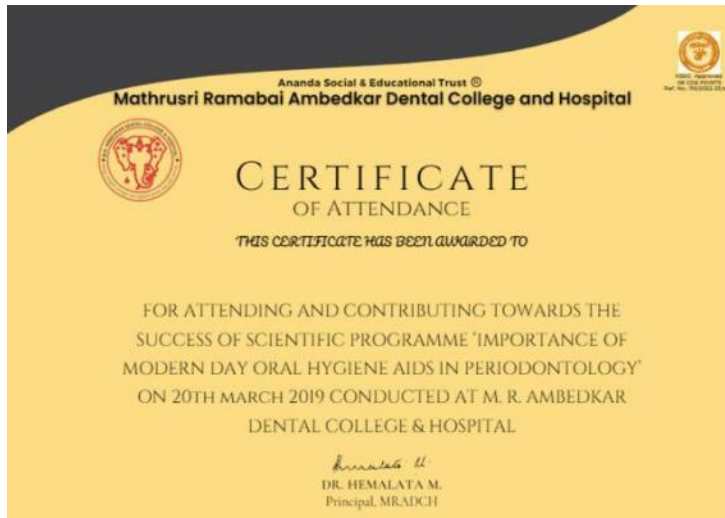 Ananda Social & Educational Trust ®
Mathrusri Ramabai Ambedkar Dental College and Hospital
KSDC Approved
CERTIFICATE
OF ATTENDANCE
THIS CERTIFICATE HAS BEEN AWARDED TO
FOR ATTENDING AND CONTRIBUTING TOWARDS THE
SUCCESS OF SCIENTIFIC PROGRAMME 'IMPORTANCE OF
MODERN DAY ORAL HYGIENE AIDS IN PERIODONTOLOGY'
ON 20TH MARCH 2019 CONDUCTED AT M. R. AMBEDKAR
DENTAL COLLEGE & HOSPITAL
DR. HEMALATA M.
Principal, MRADCH